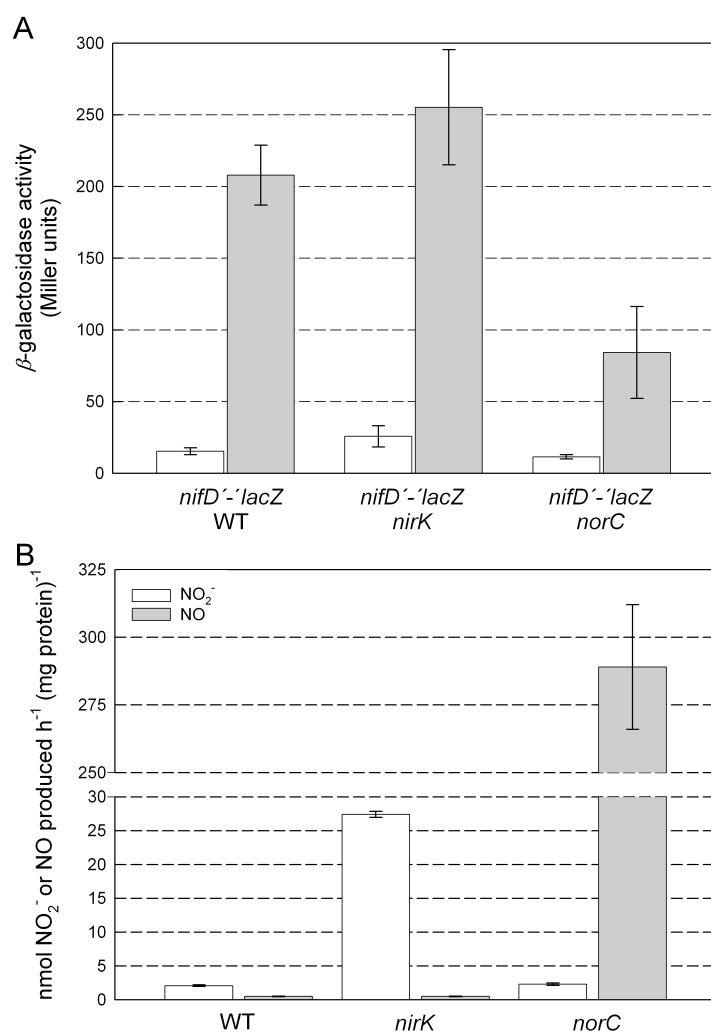 A
300
250
200
150
100
50
0
β-galactosidase activity
(Miller units)
nifD´-´lacZ nifD´-´lacZ nifD´-´lacZ
WT nirK norC
B
325
300
275
250
30
25
20
15
10
5
0
nmol NO₂⁻ or NO produced h⁻¹ (mg protein)⁻¹
NO₂⁻
NO
WT nirK norC